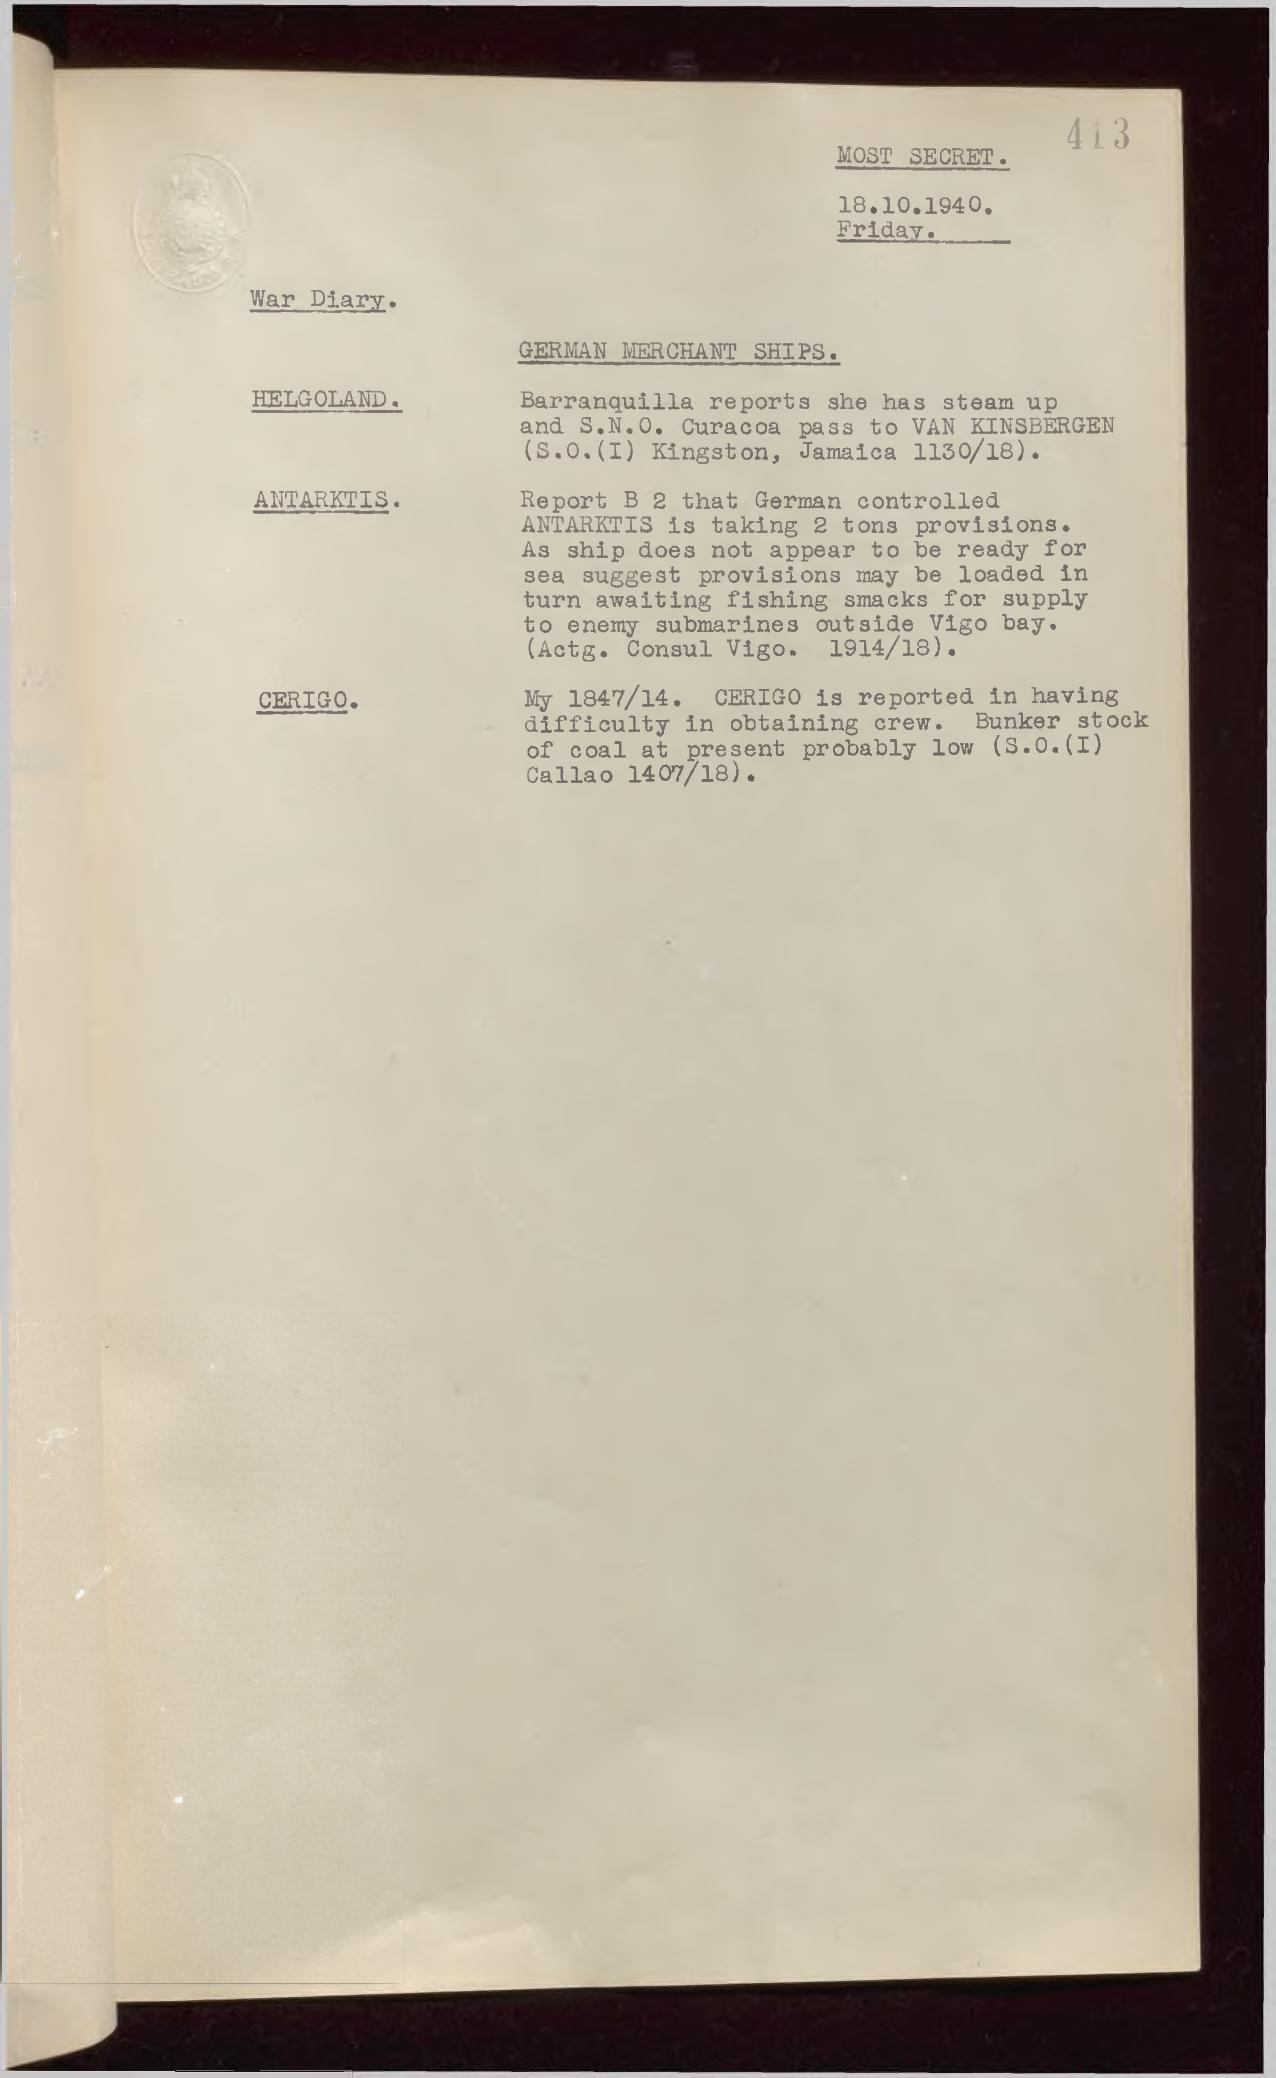 413
MOST SECRET.
18.10.1940.
Friday.
War Diary.
GERMAN MERCHANT SHIPS.
HELGOLAND. Barranquilla reports she has steam up
and S.N.O. Curacoa pass to VAN KINSBERGEN
(S.O.(I) Kingston, Jamaica 1130/18).
ANTARKTIS. Report B 2 that German controlled
ANTARKTIS is taking 2 tons provisions.
As ship does not appear to be ready for
sea suggest provisions may be loaded in
turn awaiting fishing smacks for supply
to enemy submarines outside Vigo bay.
(Actg. Consul Vigo. 1914/18).
CERIGO. My 1847/14. CERIGO is reported in having
difficulty in obtaining crew. Bunker stock
of coal at present probably low (S.O.(I)
Callao 1407/18).